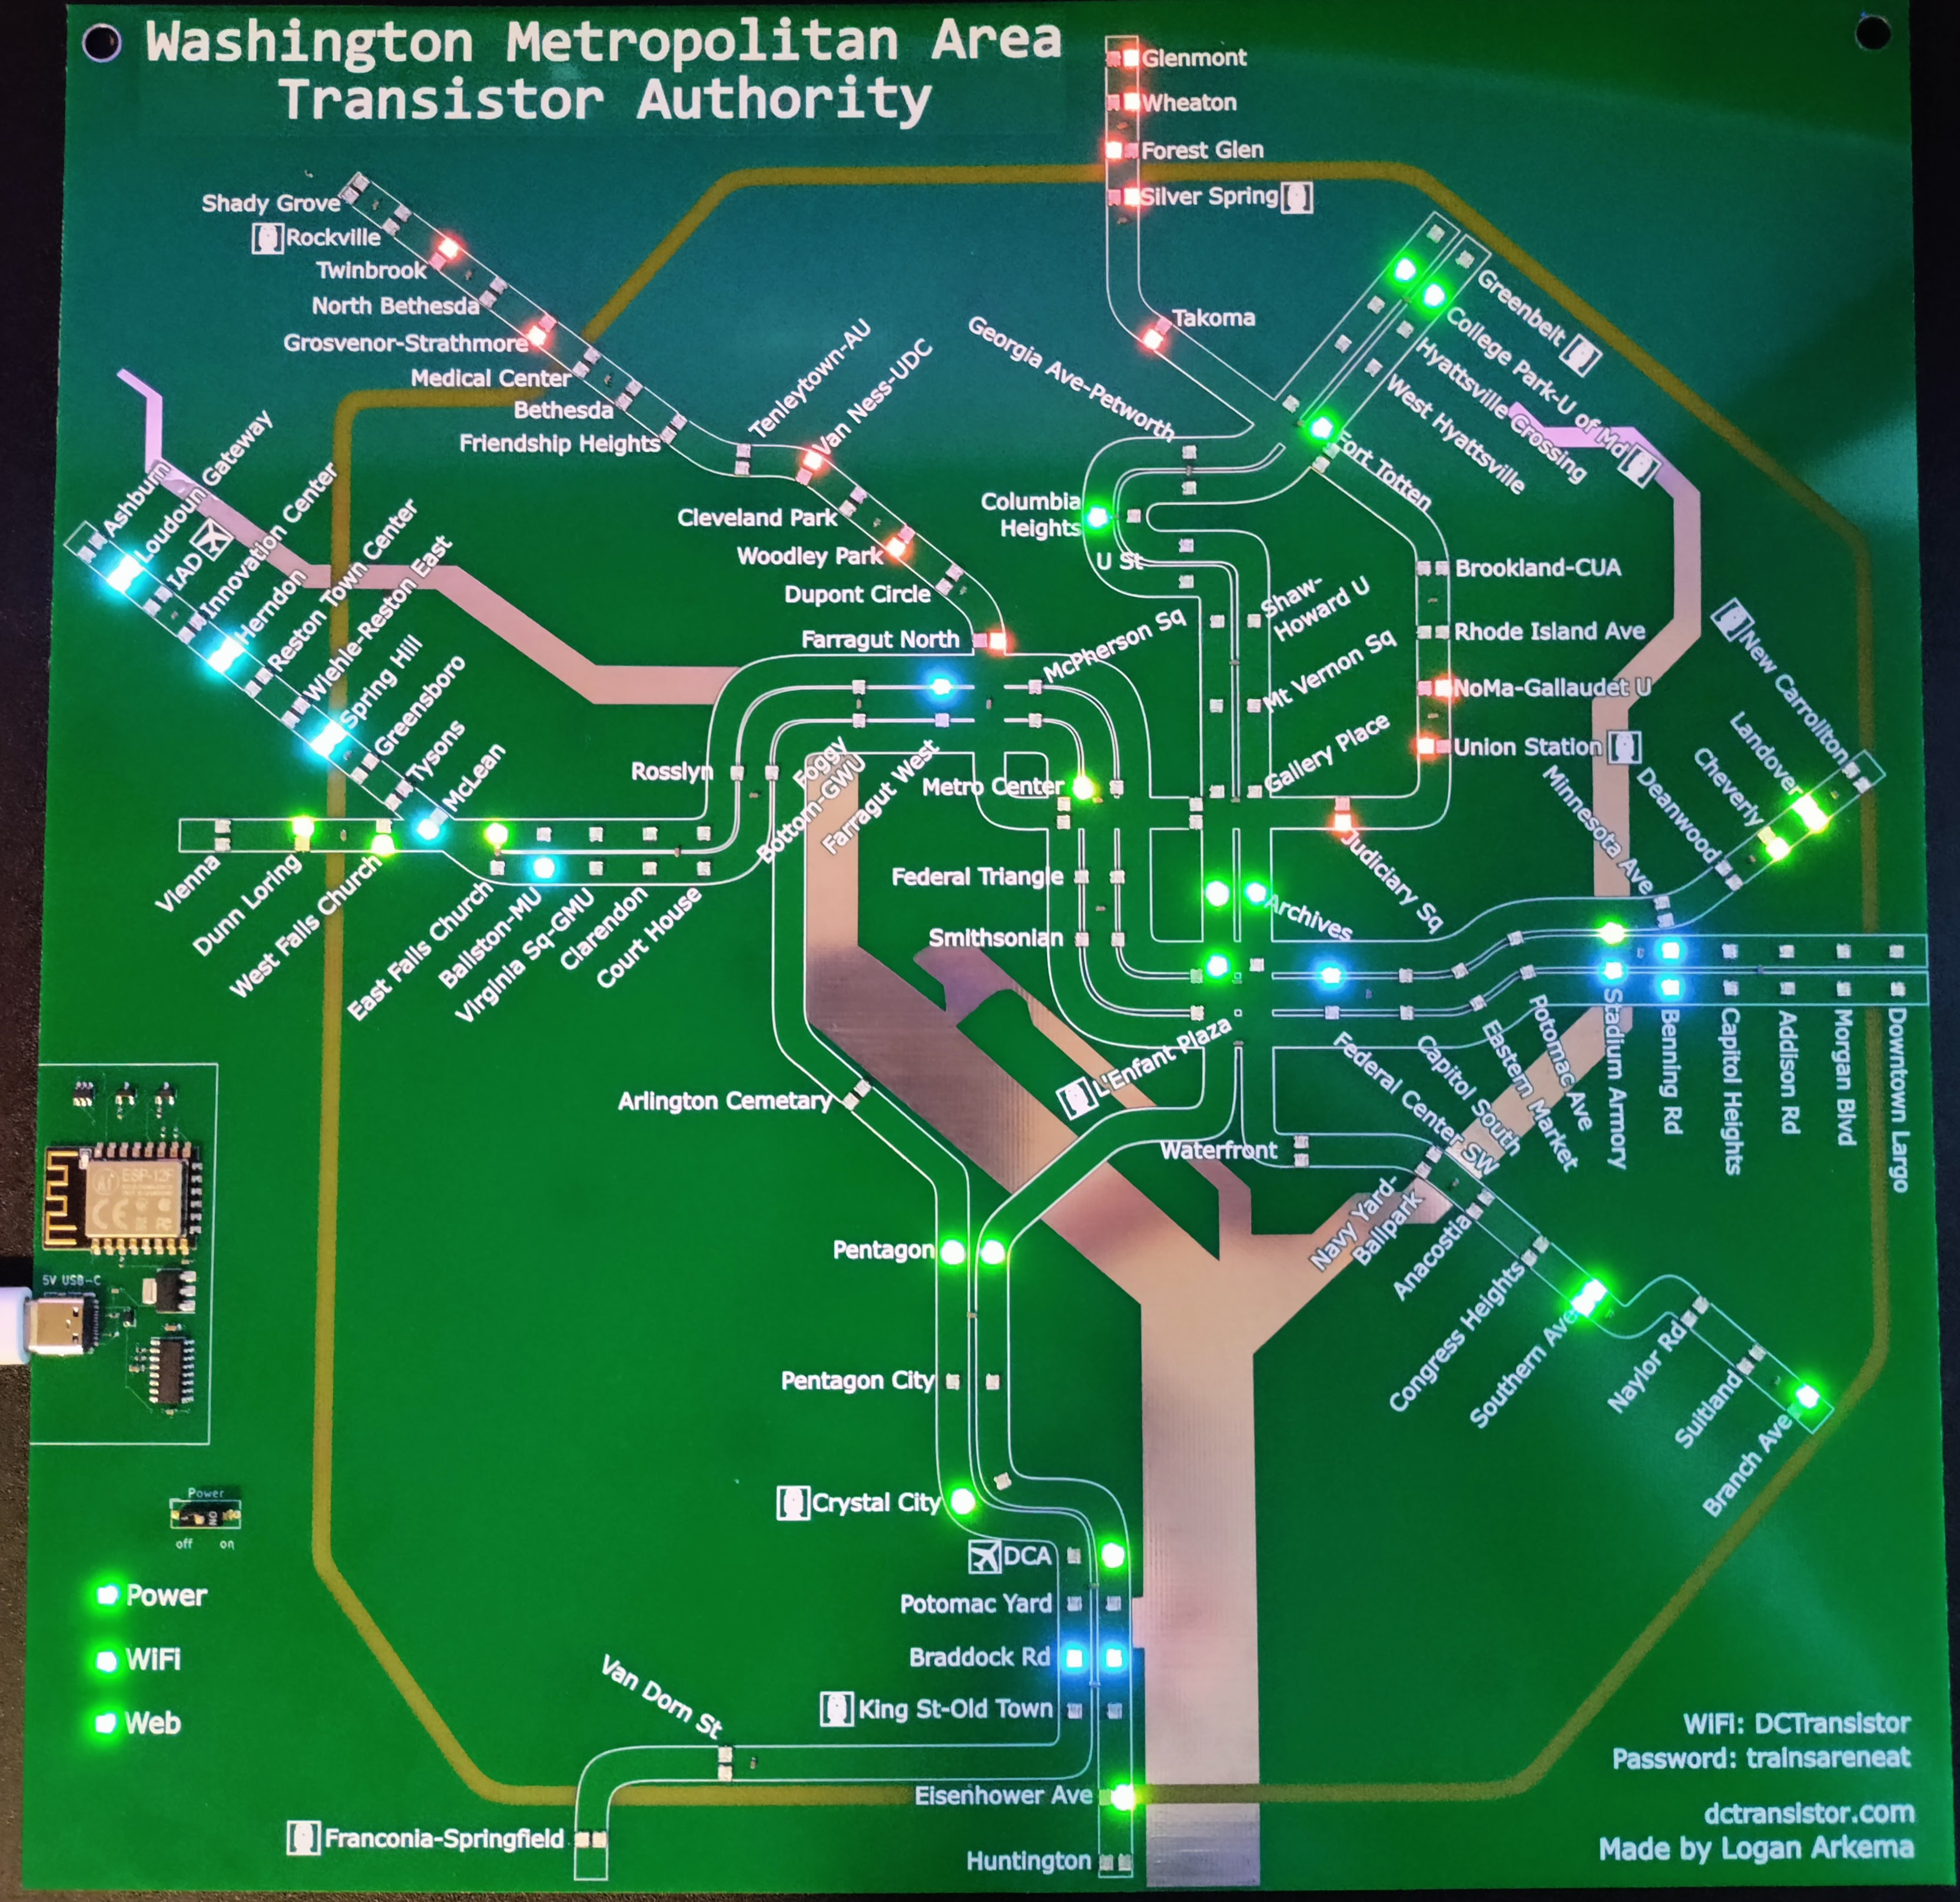 Washington Metropolitan Area
Transistor Authority
Glenmont
Wheaton
Forest Glen
Silver Spring
Takoma
Shady Grove
Rockville
Twinbrook
North Bethesda
Grosvenor-Strathmore
Medical Center
Bethesda
Friendship Heights
Tenleytown-AU
Van Ness-UDC
Cleveland Park
Woodley Park
Dupont Circle
Farragut North
Georgia Ave-Petworth
Columbia
Heights
U St
Shaw-
Howard U
Mt Vernon Sq
Gallery Place
Greenbelt
College Park-U of Md
Hyattsville Crossing
West Hyattsville
Fort Totten
Brookland-CUA
Rhode Island Ave
NoMa-Gallaudet U
Union Station
Judiciary Sq
Ashburn
Loudoun Gateway
IAD
Innovation Center
Herndon
Reston Town Center
Wiehle-Reston East
Spring Hill
Greensboro
Tysons
McLean
Vienna
Dunn Loring
West Falls Church
East Falls Church
Ballston-MU
Virginia Sq-GMU
Clarendon
Court House
Rosslyn
Foggy
Bottom-GWU
Farragut West
McPherson Sq
Metro Center
Federal Triangle
Smithsonian
Archives
L'Enfant Plaza
New Carrollton
Landover
Cheverly
Deanwood
Minnesota Ave
Federal Center SW
Capitol South
Eastern Market
Potomac Ave
Stadium Armory
Benning Rd
Capitol Heights
Addison Rd
Morgan Blvd
Downtown Largo
Waterfront
Navy Yard-
Ballpark
Anacostia
Congress Heights
Southern Ave
Naylor Rd
Suitland
Branch Ave
Arlington Cemetary
Pentagon
Pentagon City
Crystal City
DCA
Potomac Yard
Braddock Rd
King St-Old Town
Van Dorn St
Franconia-Springfield
Eisenhower Ave
Huntington
ESP-12F
5V USB-C
Power
ON
off on
Power
WiFi
Web
WiFi: DCTransistor
Password: trainsareneat
dctransistor.com
Made by Logan Arkema